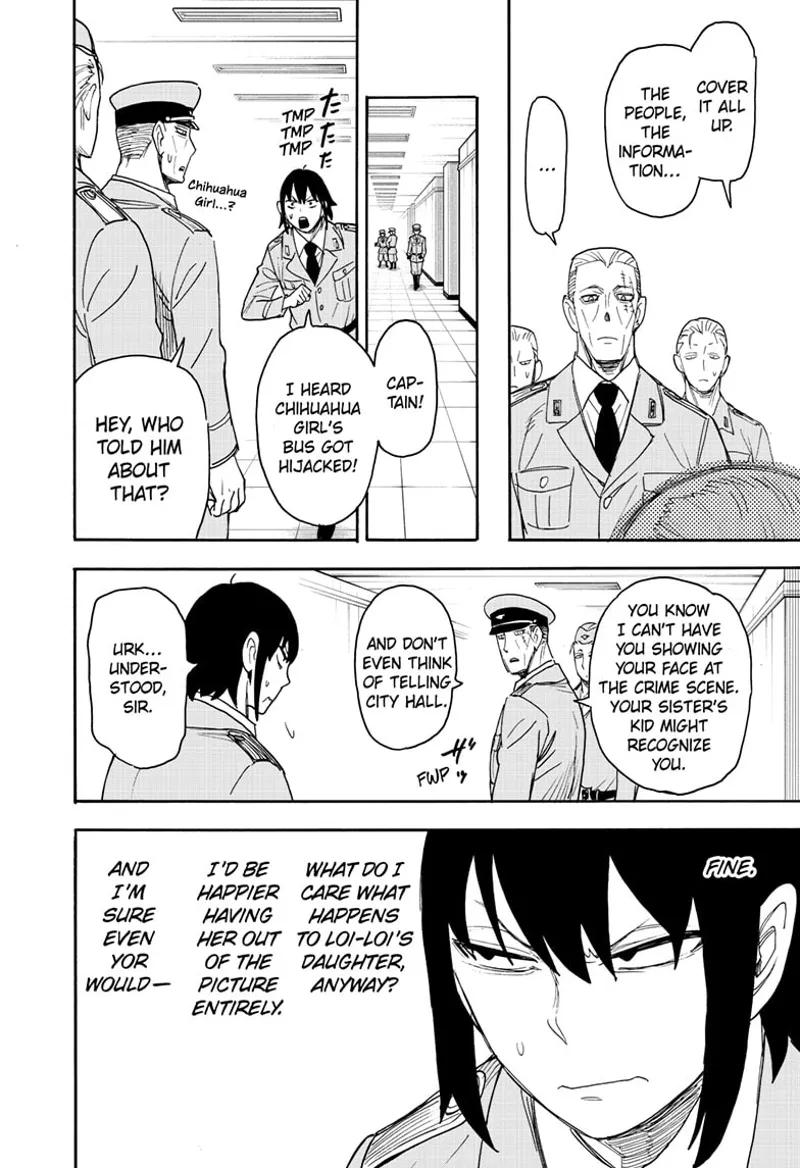 COVER
IT ALL
UP.
THE
PEOPLE,
THE
INFORMA-
TION...
...
CAP-
TAIN!
たたた
TMP
TMP
TMP
I HEARD
CHIHUAHUA
GIRL'S
BUS GOT
HIJACKED!
Chihuahua
Girl...?
HEY, WHO
TOLD HIM
ABOUT
THAT?
YOU KNOW
I CAN'T HAVE
YOU SHOWING
YOUR FACE AT
THE CRIME SCENE.
YOUR SISTER'S
KID MIGHT
RECOGNIZE
YOU.
AND DON'T
EVEN THINK
OF TELLING
CITY HALL.
FWP
URK...
UNDER-
STOOD,
SIR.
FINE.
WHAT DO I
CARE WHAT
HAPPENS
TO LOI-LOI'S
DAUGHTER,
ANYWAY?
I'D BE
HAPPIER
HAVING
HER OUT
OF THE
PICTURE
ENTIRELY.
AND
I'M
SURE
EVEN
YOR
WOULD—